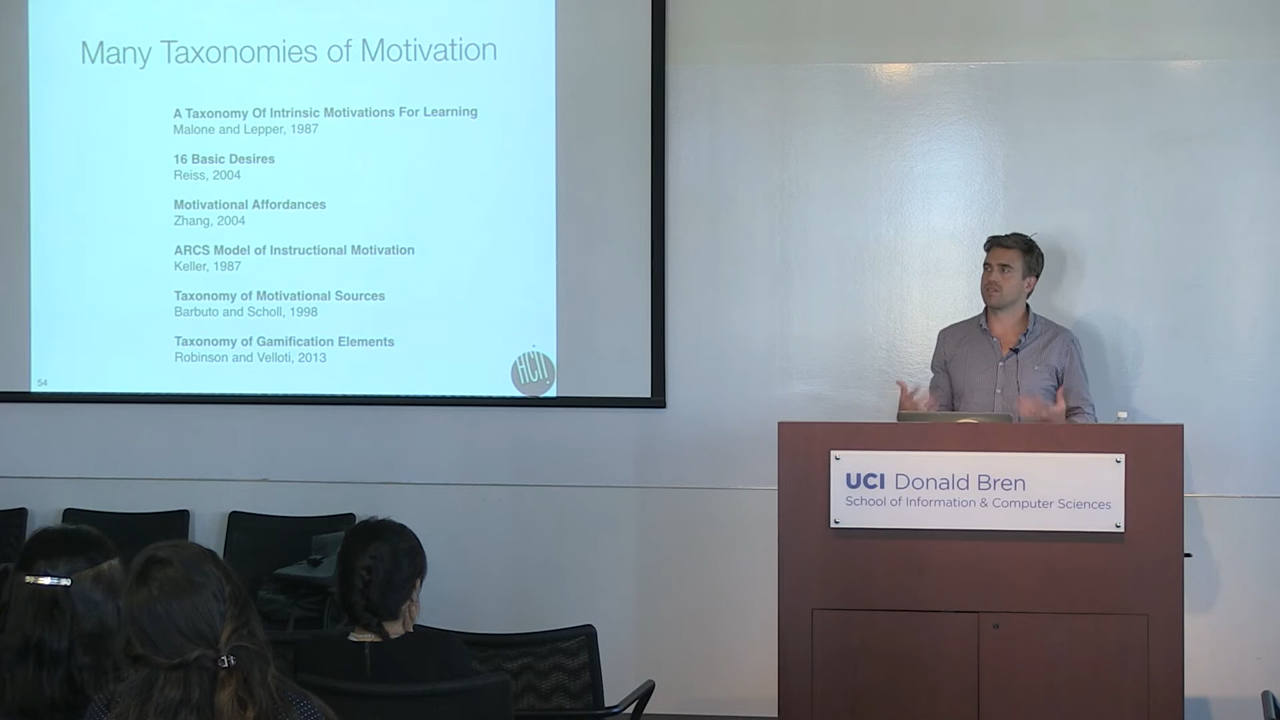 Many Taxonomies of Motivation
A Taxonomy Of Intrinsic Motivations For Learning
Malone and Lepper, 1987
16 Basic Desires
Reiss, 2004
Motivational Affordances
Zhang, 2004
ARCS Model of Instructional Motivation
Keller, 1987
Taxonomy of Motivational Sources
Barbuto and Scholl, 1998
Taxonomy of Gamification Elements
Robinson and Velloti, 2013
54
HCII
UCI Donald Bren
School of Information & Computer Sciences